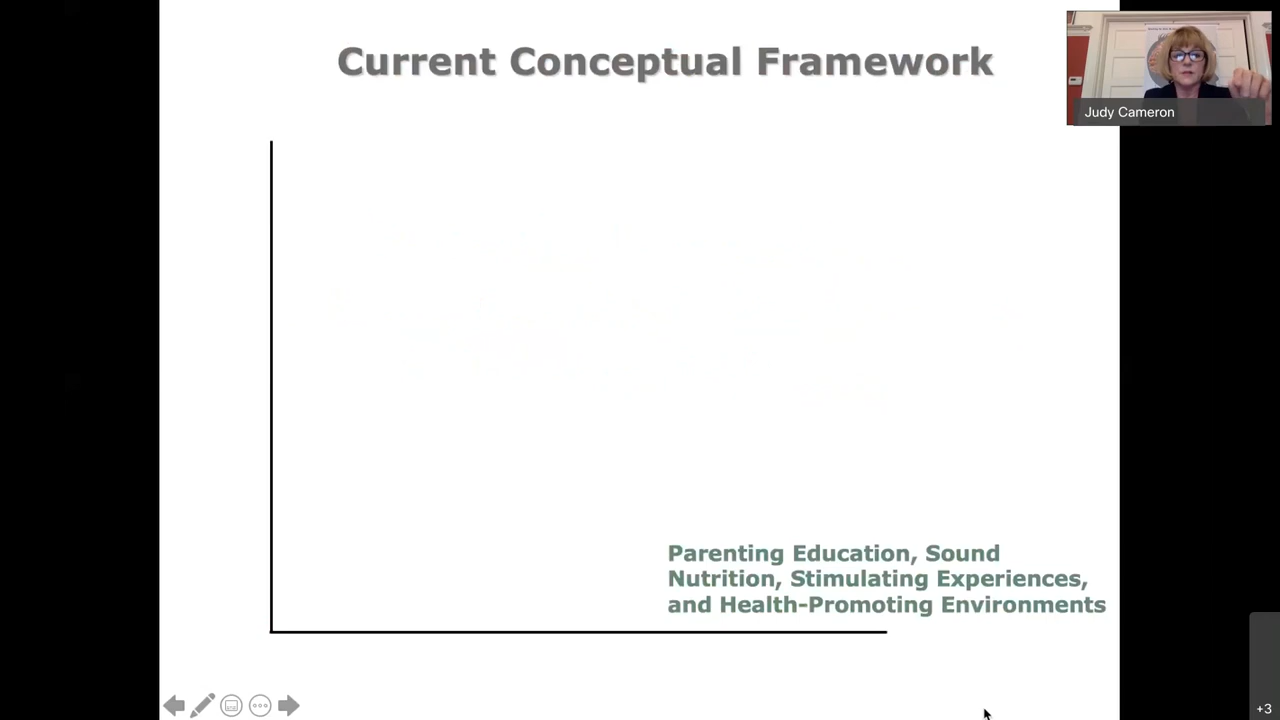 Current Conceptual Framework
Judy Cameron
Parenting Education, Sound
Nutrition, Stimulating Experiences,
and Health-Promoting Environments
+3